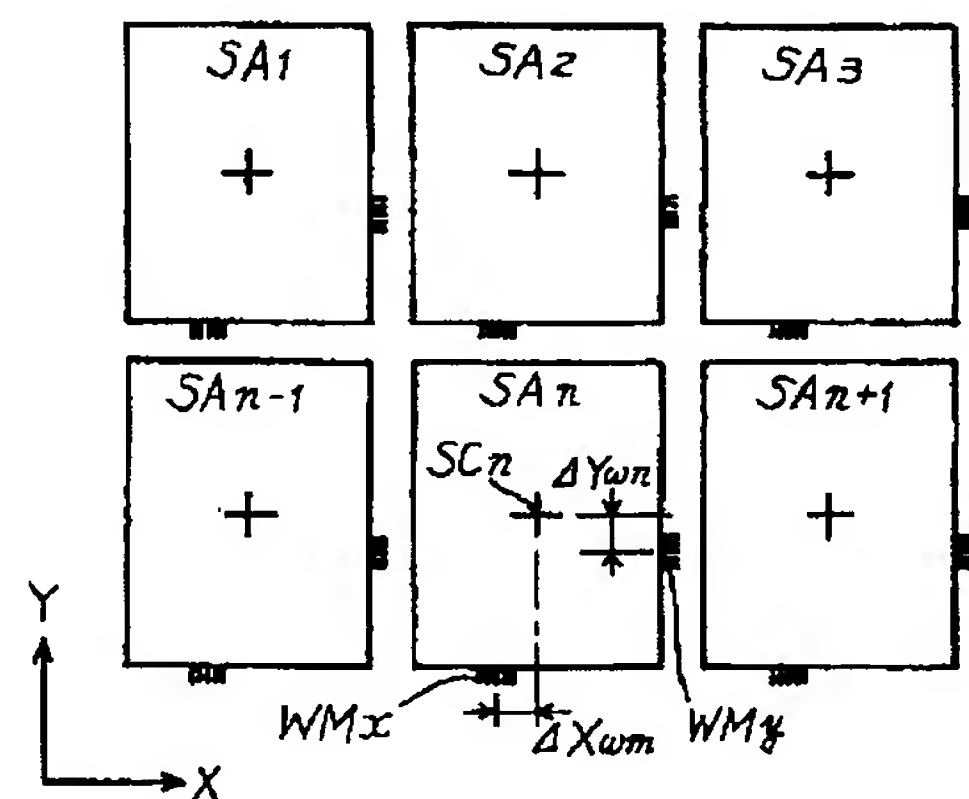 SA1
SA2
SA3
SAn-1
SAn
SAn+1
SCn
ΔYwn
Y
WMx
WMy
ΔXwm
X